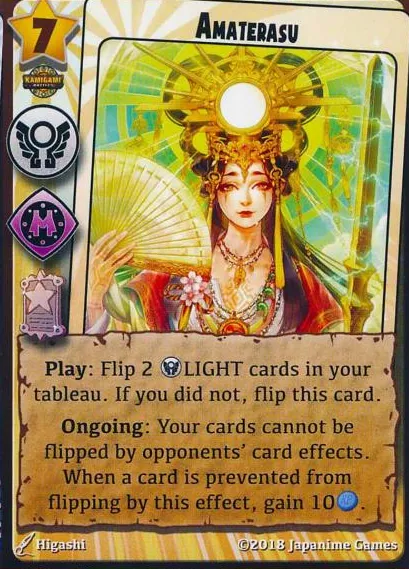 7
AMATERASU
KAMIGAMI
BATTLES
M
Play: Flip 2 LIGHT cards in your
tableau. If you did not, flip this card.
Ongoing: Your cards cannot be
flipped by opponents’ card effects.
When a card is prevented from
flipping by this effect, gain 10.
Higashi
©2018 Japanime Games